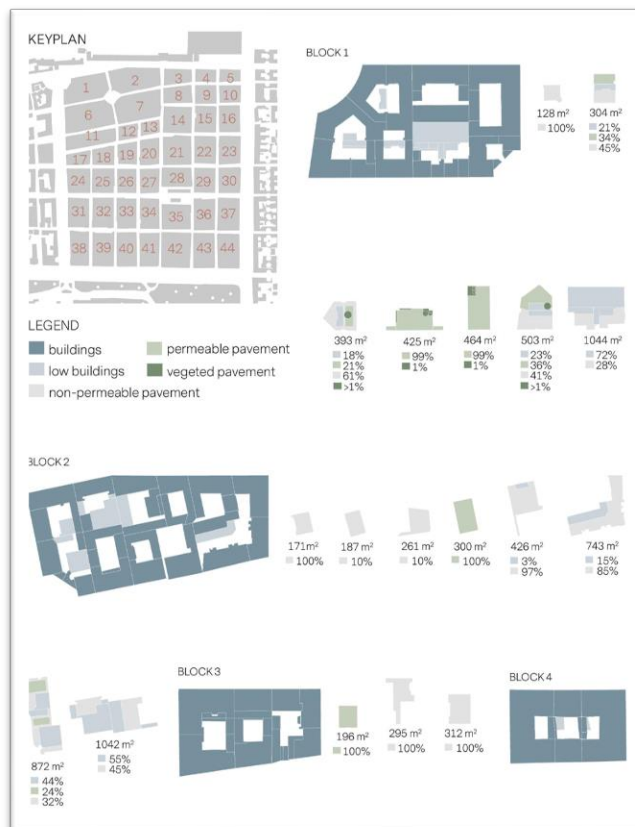 KEYPLAN
1 2 3 4 5
6 7 8 9 10
11 12 13 14 15 16
17 18 19 20 21 22 23
24 25 26 27 28 29 30
31 32 33 34 35 36 37
38 39 40 41 42 43 44
LEGEND
buildings
low buildings
non-permeable pavement
permeable pavement
vegeted pavement
BLOCK 1
128 m²
100%
304 m²
21%
34%
45%
393 m²
18%
21%
61%
>1%
425 m²
99%
1%
464 m²
99%
1%
503 m²
23%
36%
41%
>1%
1044 m²
72%
28%
BLOCK 2
171m²
100%
187 m²
10%
261 m²
10%
300 m²
100%
426 m²
3%
97%
743 m²
15%
85%
872 m²
44%
24%
32%
1042 m²
55%
45%
BLOCK 3
196 m²
100%
295 m²
100%
312 m²
100%
BLOCK 4